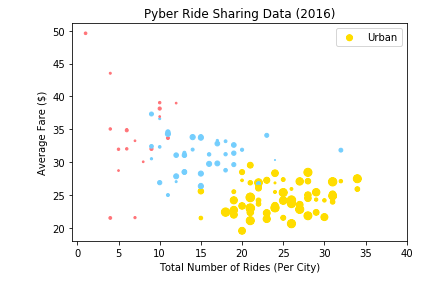 Pyber Ride Sharing Data (2016)
Urban
Average Fare ($)
50
45
40
35
30
25
20
0 5 10 15 20 25 30 35 40
Total Number of Rides (Per City)